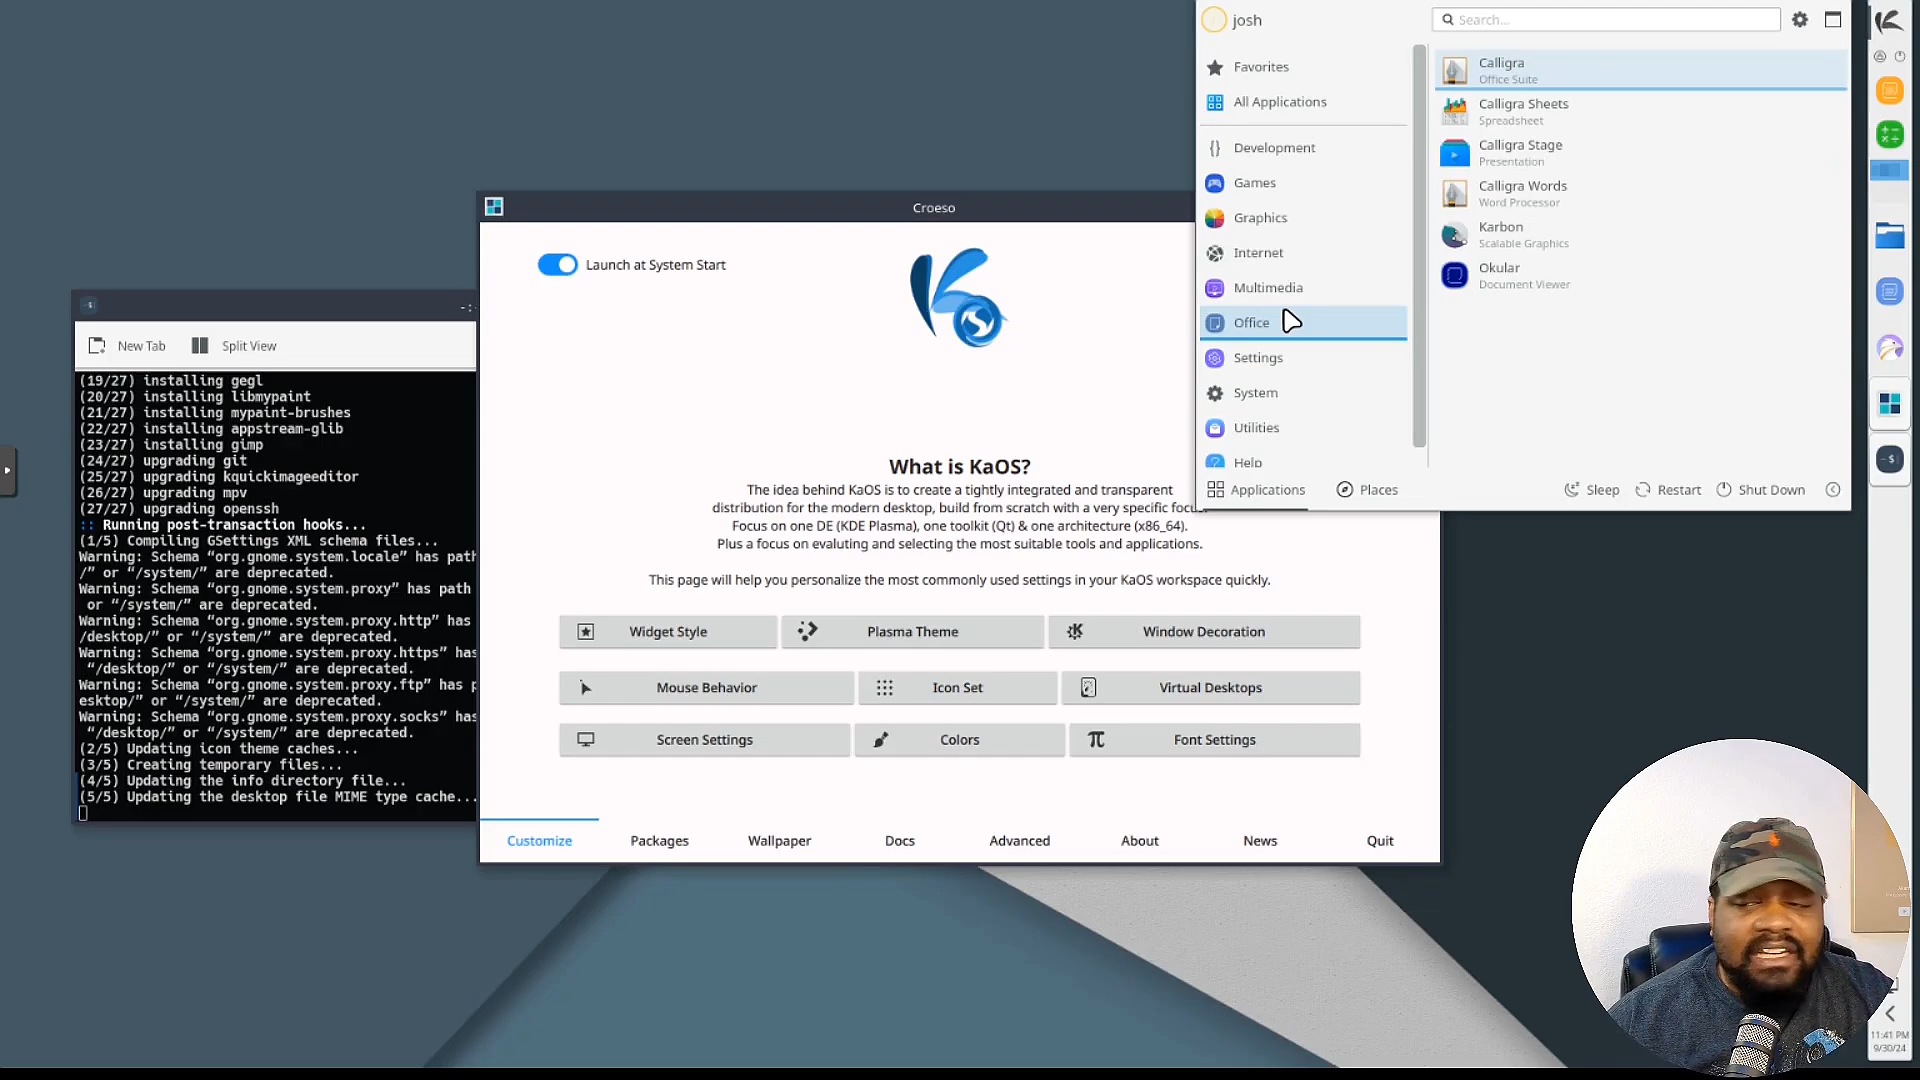 josh
Search...
Favorites
All Applications
Development
Games
Graphics
Internet
Multimedia
Office
Settings
System
Utilities
Help
Calligra
Office Suite
Calligra Sheets
Spreadsheet
Calligra Stage
Presentation
Calligra Words
Word Processor
Karbon
Scalable Graphics
Okular
Document Viewer
Applications
Places
Sleep
Restart
Shut Down
Croeso
Launch at System Start
What is KaOS?
The idea behind KaOS is to create a tightly integrated and transparent
distribution for the modern desktop, build from scratch with a very specific focus.
Focus on one DE (KDE Plasma), one toolkit (Qt) & one architecture (x86_64).
Plus a focus on evaluting and selecting the most suitable tools and applications.
This page will help you personalize the most commonly used settings in your KaOS workspace quickly.
Widget Style
Plasma Theme
Window Decoration
Mouse Behavior
Icon Set
Virtual Desktops
Screen Settings
Colors
Font Settings
Customize
Packages
Wallpaper
Docs
Advanced
About
News
Quit
-:
New Tab
Split View
(19/27) installing gegl
(20/27) installing libmypaint
(21/27) installing mypaint-brushes
(22/27) installing appstream-glib
(23/27) installing gimp
(24/27) upgrading git
(25/27) upgrading kquickimageeditor
(26/27) upgrading mpv
(27/27) upgrading openssh
:: Running post-transaction hooks...
(1/5) Compiling GSettings XML schema files...
Warning: Schema “org.gnome.system.locale” has path
/” or “/system/” are deprecated.
Warning: Schema “org.gnome.system.proxy” has path
or “/system/” are deprecated.
Warning: Schema “org.gnome.system.proxy.http” has
/desktop/” or “/system/” are deprecated.
Warning: Schema “org.gnome.system.proxy.https” has
“/desktop/” or “/system/” are deprecated.
Warning: Schema “org.gnome.system.proxy.ftp” has p
esktop/” or “/system/” are deprecated.
Warning: Schema “org.gnome.system.proxy.socks” has
“/desktop/” or “/system/” are deprecated.
(2/5) Updating icon theme caches...
(3/5) Creating temporary files...
(4/5) Updating the info directory file...
(5/5) Updating the desktop file MIME type cache...
11:41 PM
9/30/24